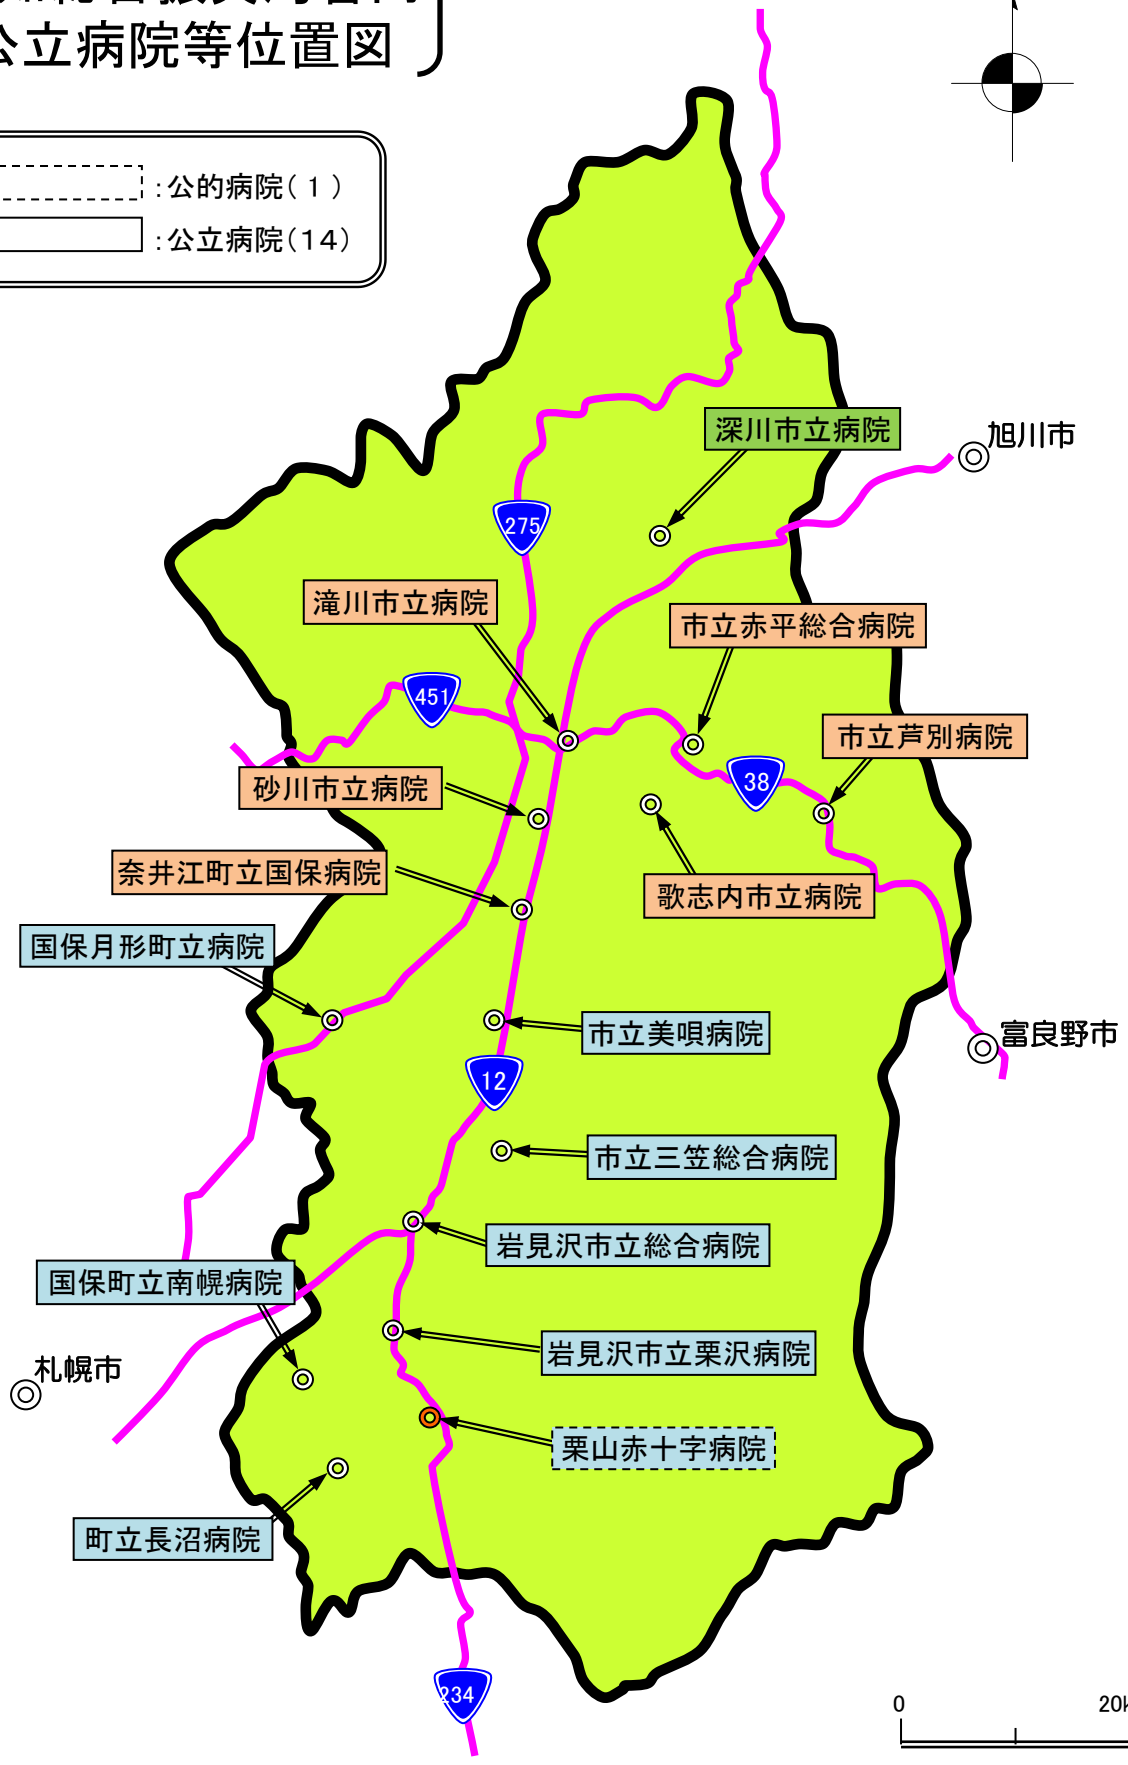 公立病院等位置図
:公的病院(1)
:公立病院(14)
深川市立病院
旭川市
275
滝川市立病院
市立赤平総合病院
451
市立芦別病院
砂川市立病院
38
奈井江町立国保病院
歌志内市立病院
国保月形町立病院
市立美唄病院
富良野市
12
市立三笠総合病院
岩見沢市立総合病院
国保町立南幌病院
岩見沢市立栗沢病院
札幌市
栗山赤十字病院
町立長沼病院
234
0
20k